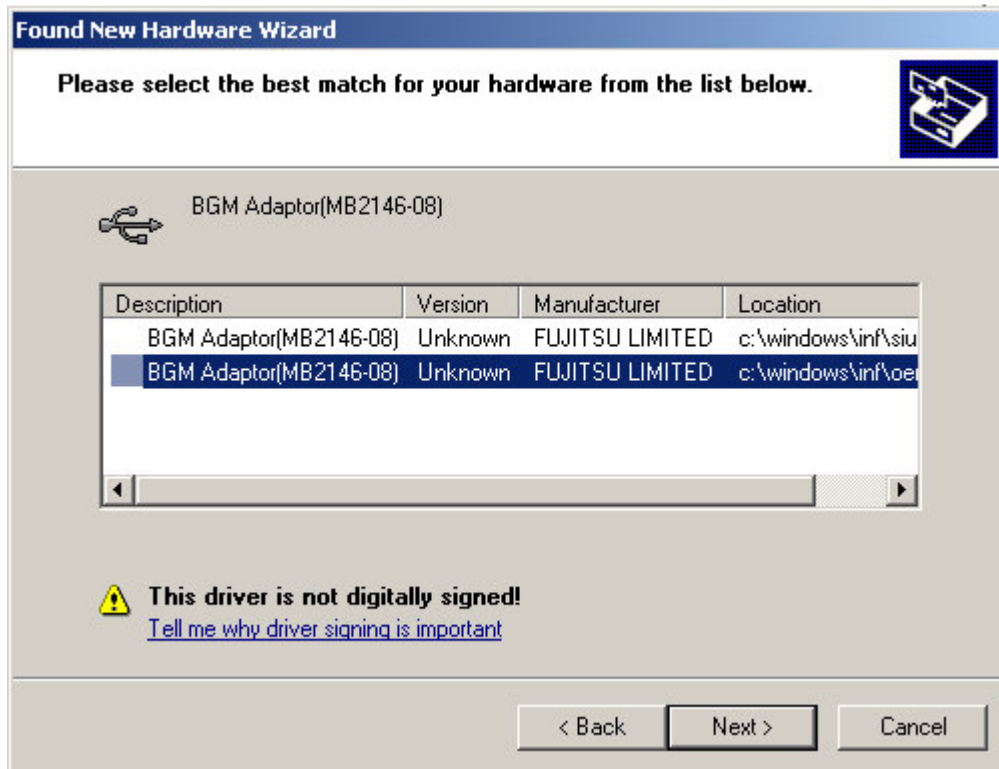 Found New Hardware Wizard
Please select the best match for your hardware from the list below.
BGM Adaptor(MB2146-08)
Description Version Manufacturer Location
BGM Adaptor(MB2146-08) Unknown FUJITSU LIMITED c:\windows\inf\siu
BGM Adaptor(MB2146-08) Unknown FUJITSU LIMITED c:\windows\inf\oer
This driver is not digitally signed!
Tell me why driver signing is important
< Back Next > Cancel